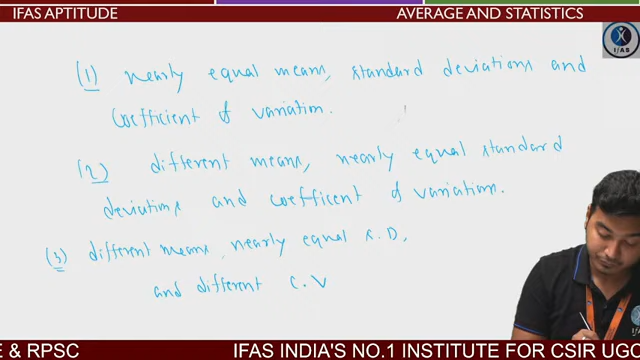 IFAS APTITUDE
AVERAGE AND STATISTICS
IFAS
(1) nearly equal means, standard deviations and
coefficient of variation.
(2) different means, nearly equal standard
deviations and coefficent of variation.
(3) different means, nearly equal S.D,
and different C.V
E & RPSC
IFAS INDIA'S NO.1 INSTITUTE FOR CSIR UGC